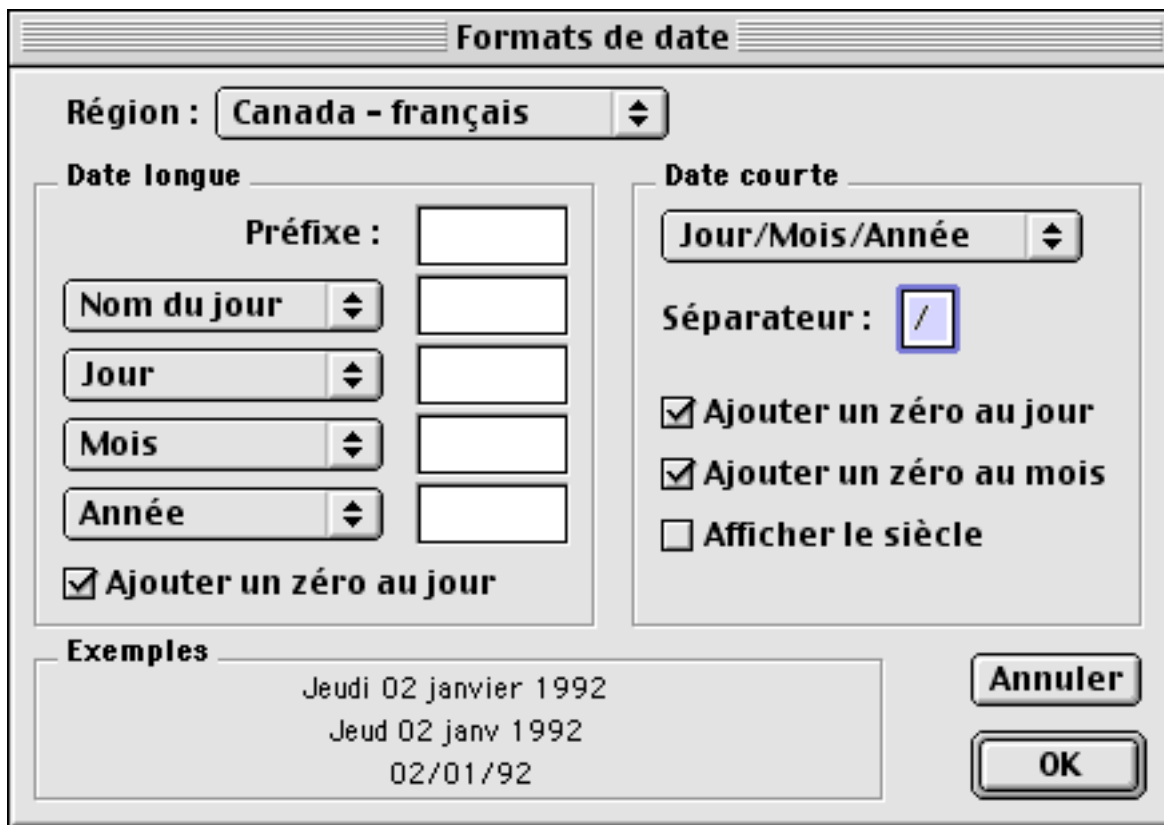 Formats de date
Région : Canada - français
Date longue
Préfixe :
Nom du jour
Jour
Mois
Année
Ajouter un zéro au jour
Date courte
Jour/Mois/Année
Séparateur : /
Ajouter un zéro au jour
Ajouter un zéro au mois
Afficher le siècle
Exemples
Jeudi 02 janvier 1992
Jeud 02 janv 1992
02/01/92
Annuler
OK